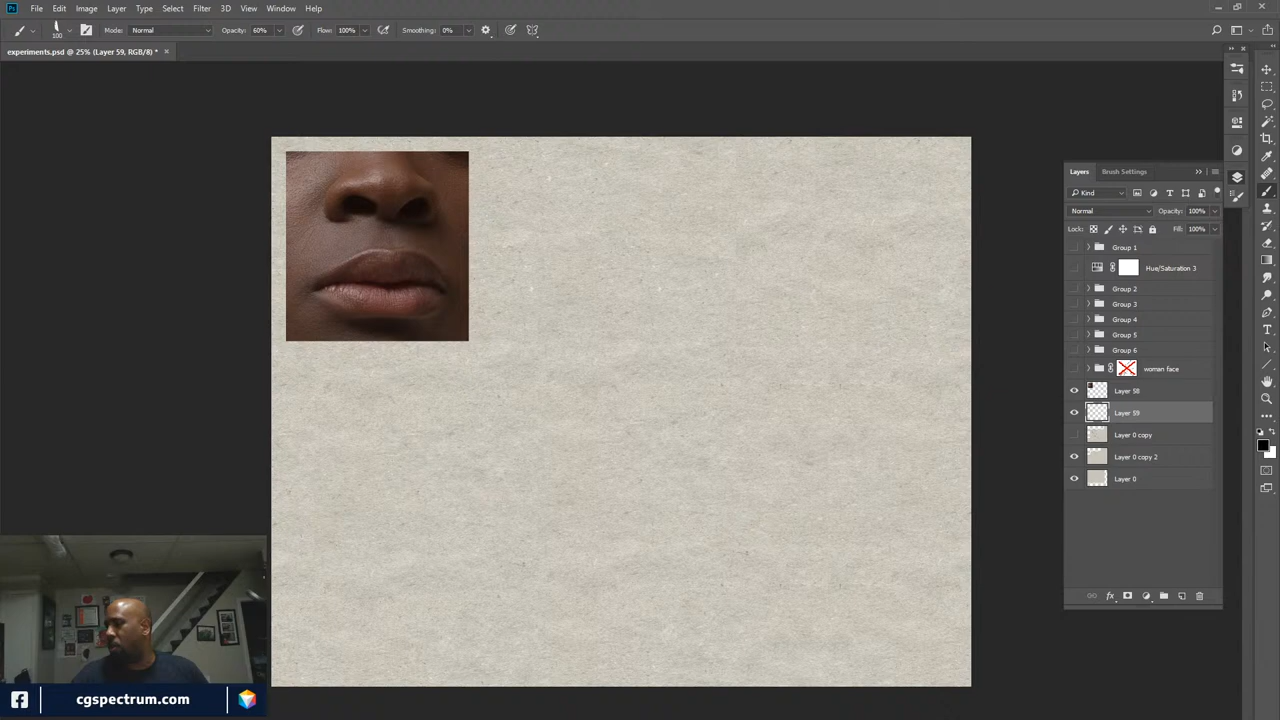 Ps File Edit Image Layer Type Select Filter 3D View Window Help
100 Mode: Normal Opacity: 60% Flow: 100% Smoothing: 0%
experiments.psd @ 25% (Layer 59, RGB/8) * ×
Layers Brush Settings
Kind
Normal Opacity: 100%
Lock: Fill: 100%
Group 1
Hue/Saturation 3
Group 2
Group 3
Group 4
Group 5
Group 6
woman face
Layer 58
Layer 59
Layer 0 copy
Layer 0 copy 2
Layer 0
fx
cgspectrum.com